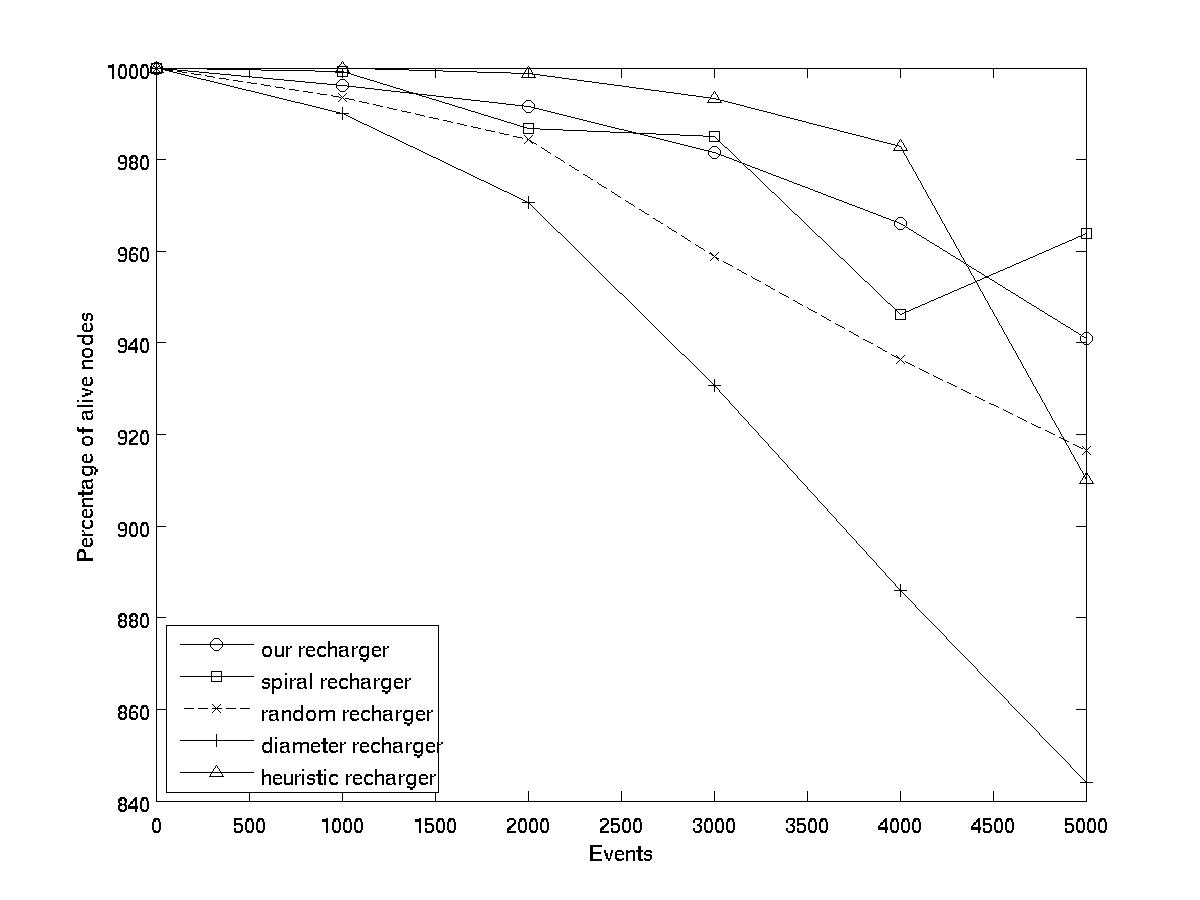 1000
980
960
940
920
900
880
860
840
Percentage of alive nodes
our recharger
spiral recharger
random recharger
diameter recharger
heuristic recharger
0 500 1000 1500 2000 2500 3000 3500 4000 4500 5000
Events